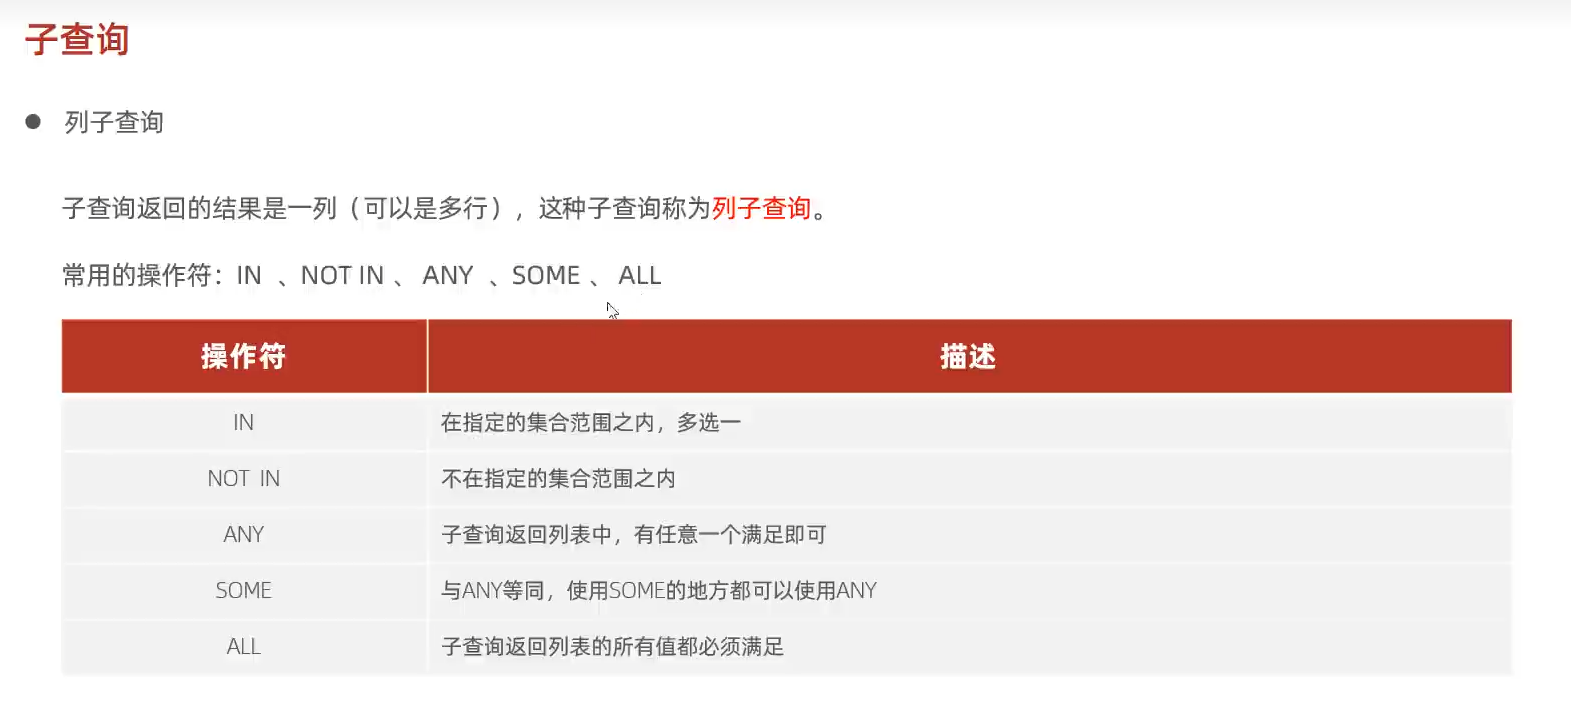 子查询
列子查询
子查询返回的结果是一列（可以是多行），这种子查询称为列子查询。
常用的操作符：IN 、NOT IN 、 ANY 、SOME 、 ALL
操作符 描述
IN 在指定的集合范围之内，多选一
NOT IN 不在指定的集合范围之内
ANY 子查询返回列表中，有任意一个满足即可
SOME 与ANY等同，使用SOME的地方都可以使用ANY
ALL 子查询返回列表的所有值都必须满足